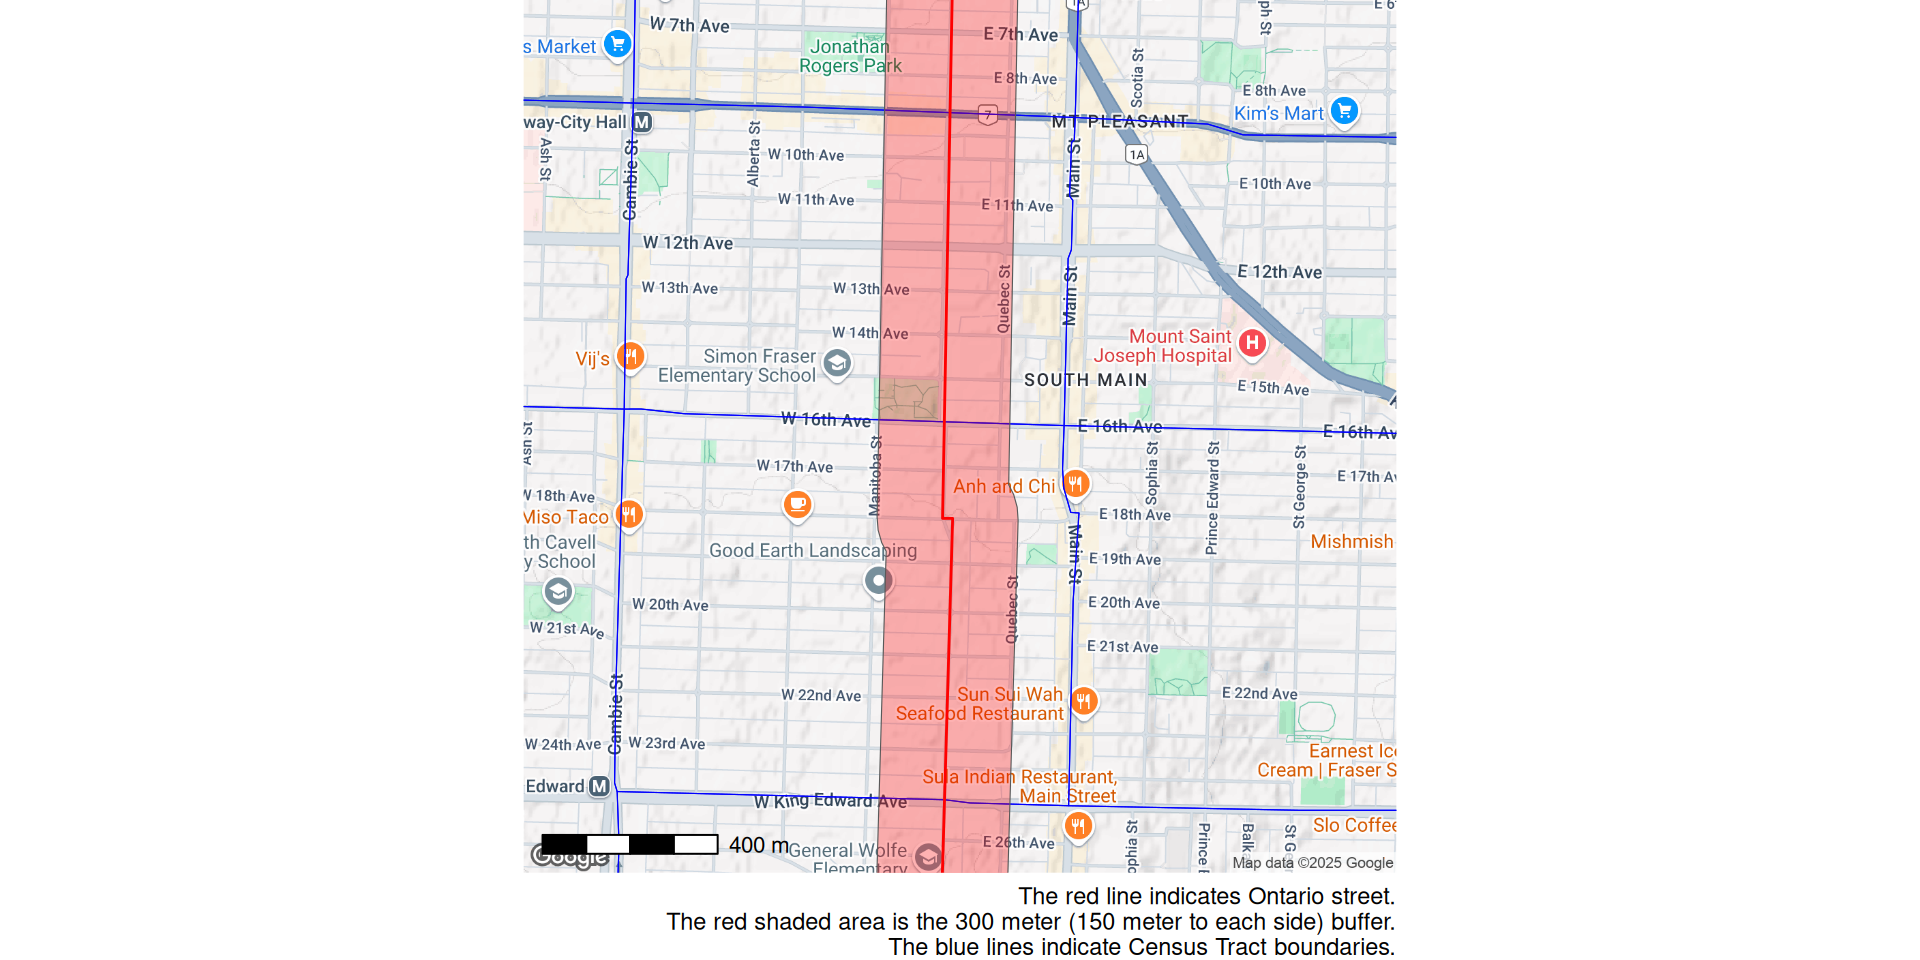 W 7th Ave
E 7th Ave
s Market
Jonathan
Rogers Park
E 8th Ave
Scotia St
ph St
E 6
1A
E 8th Ave
Kim's Mart
7
MT PLEASANT
way-City Hall
M
Ash St
Cambie St
Alberta St
W 10th Ave
Main St
1A
E 10th Ave
W 11th Ave
E 11th Ave
W 12th Ave
E 12th Ave
W 13th Ave
W 13th Ave
Quebec St
Main St
W 14th Ave
Vij's
Simon Fraser
Elementary School
Mount Saint
Joseph Hospital
H
SOUTH MAIN
E 15th Ave
W 16th Ave
E 16th Ave
E 16th Av
Ash St
Manitoba St
W 17th Ave
Anh and Chi
Sophia St
Prince Edward St
St George St
E 17th Av
W 18th Ave
Miso Taco
E 18th Ave
Main St
Mishmish
th Cavell
y School
Good Earth Landscaping
E 19th Ave
W 20th Ave
Quebec St
E 20th Ave
W 21st Ave
E 21st Ave
Cambie St
W 22nd Ave
Sun Sui Wah
Seafood Restaurant
E 22nd Ave
W 24th Ave
W 23rd Ave
Earnest Ice
Cream | Fraser S
Edward
M
Sula Indian Restaurant,
Main Street
W King Edward Ave
Slo Coffee
E 26th Ave
phia St
Prince E
Balk
St G
400 m
Google
General Wolfe
Elementary
Map data ©2025 Google
The red line indicates Ontario street.
The red shaded area is the 300 meter (150 meter to each side) buffer.
The blue lines indicate Census Tract boundaries.